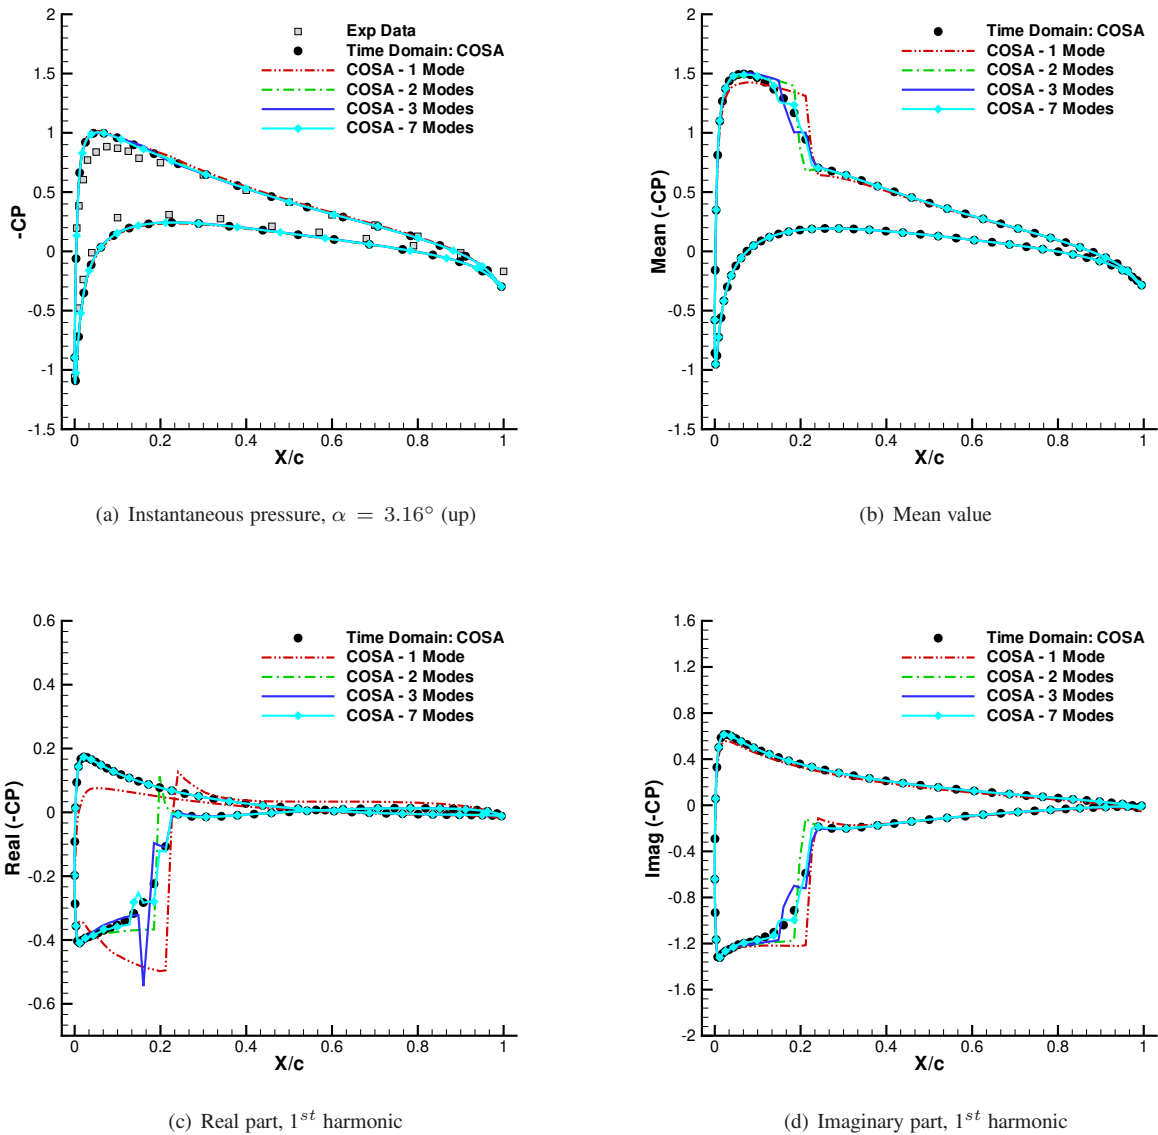 2
1.5
1
0.5
0
-0.5
-1
-1.5
-CP
0 0.2 0.4 0.6 0.8 1
X/c
Exp Data
Time Domain: COSA
COSA - 1 Mode
COSA - 2 Modes
COSA - 3 Modes
COSA - 7 Modes
(a) Instantaneous pressure, α = 3.16° (up)
2
1.5
1
0.5
0
-0.5
-1
-1.5
Mean (-CP)
0 0.2 0.4 0.6 0.8 1
X/c
Time Domain: COSA
COSA - 1 Mode
COSA - 2 Modes
COSA - 3 Modes
COSA - 7 Modes
(b) Mean value
0.6
0.4
0.2
0
-0.2
-0.4
-0.6
Real (-CP)
0 0.2 0.4 0.6 0.8 1
X/c
Time Domain: COSA
COSA - 1 Mode
COSA - 2 Modes
COSA - 3 Modes
COSA - 7 Modes
(c) Real part, 1st harmonic
1.6
1.2
0.8
0.4
0
-0.4
-0.8
-1.2
-1.6
-2
Imag (-CP)
0 0.2 0.4 0.6 0.8 1
X/c
Time Domain: COSA
COSA - 1 Mode
COSA - 2 Modes
COSA - 3 Modes
COSA - 7 Modes
(d) Imaginary part, 1st harmonic